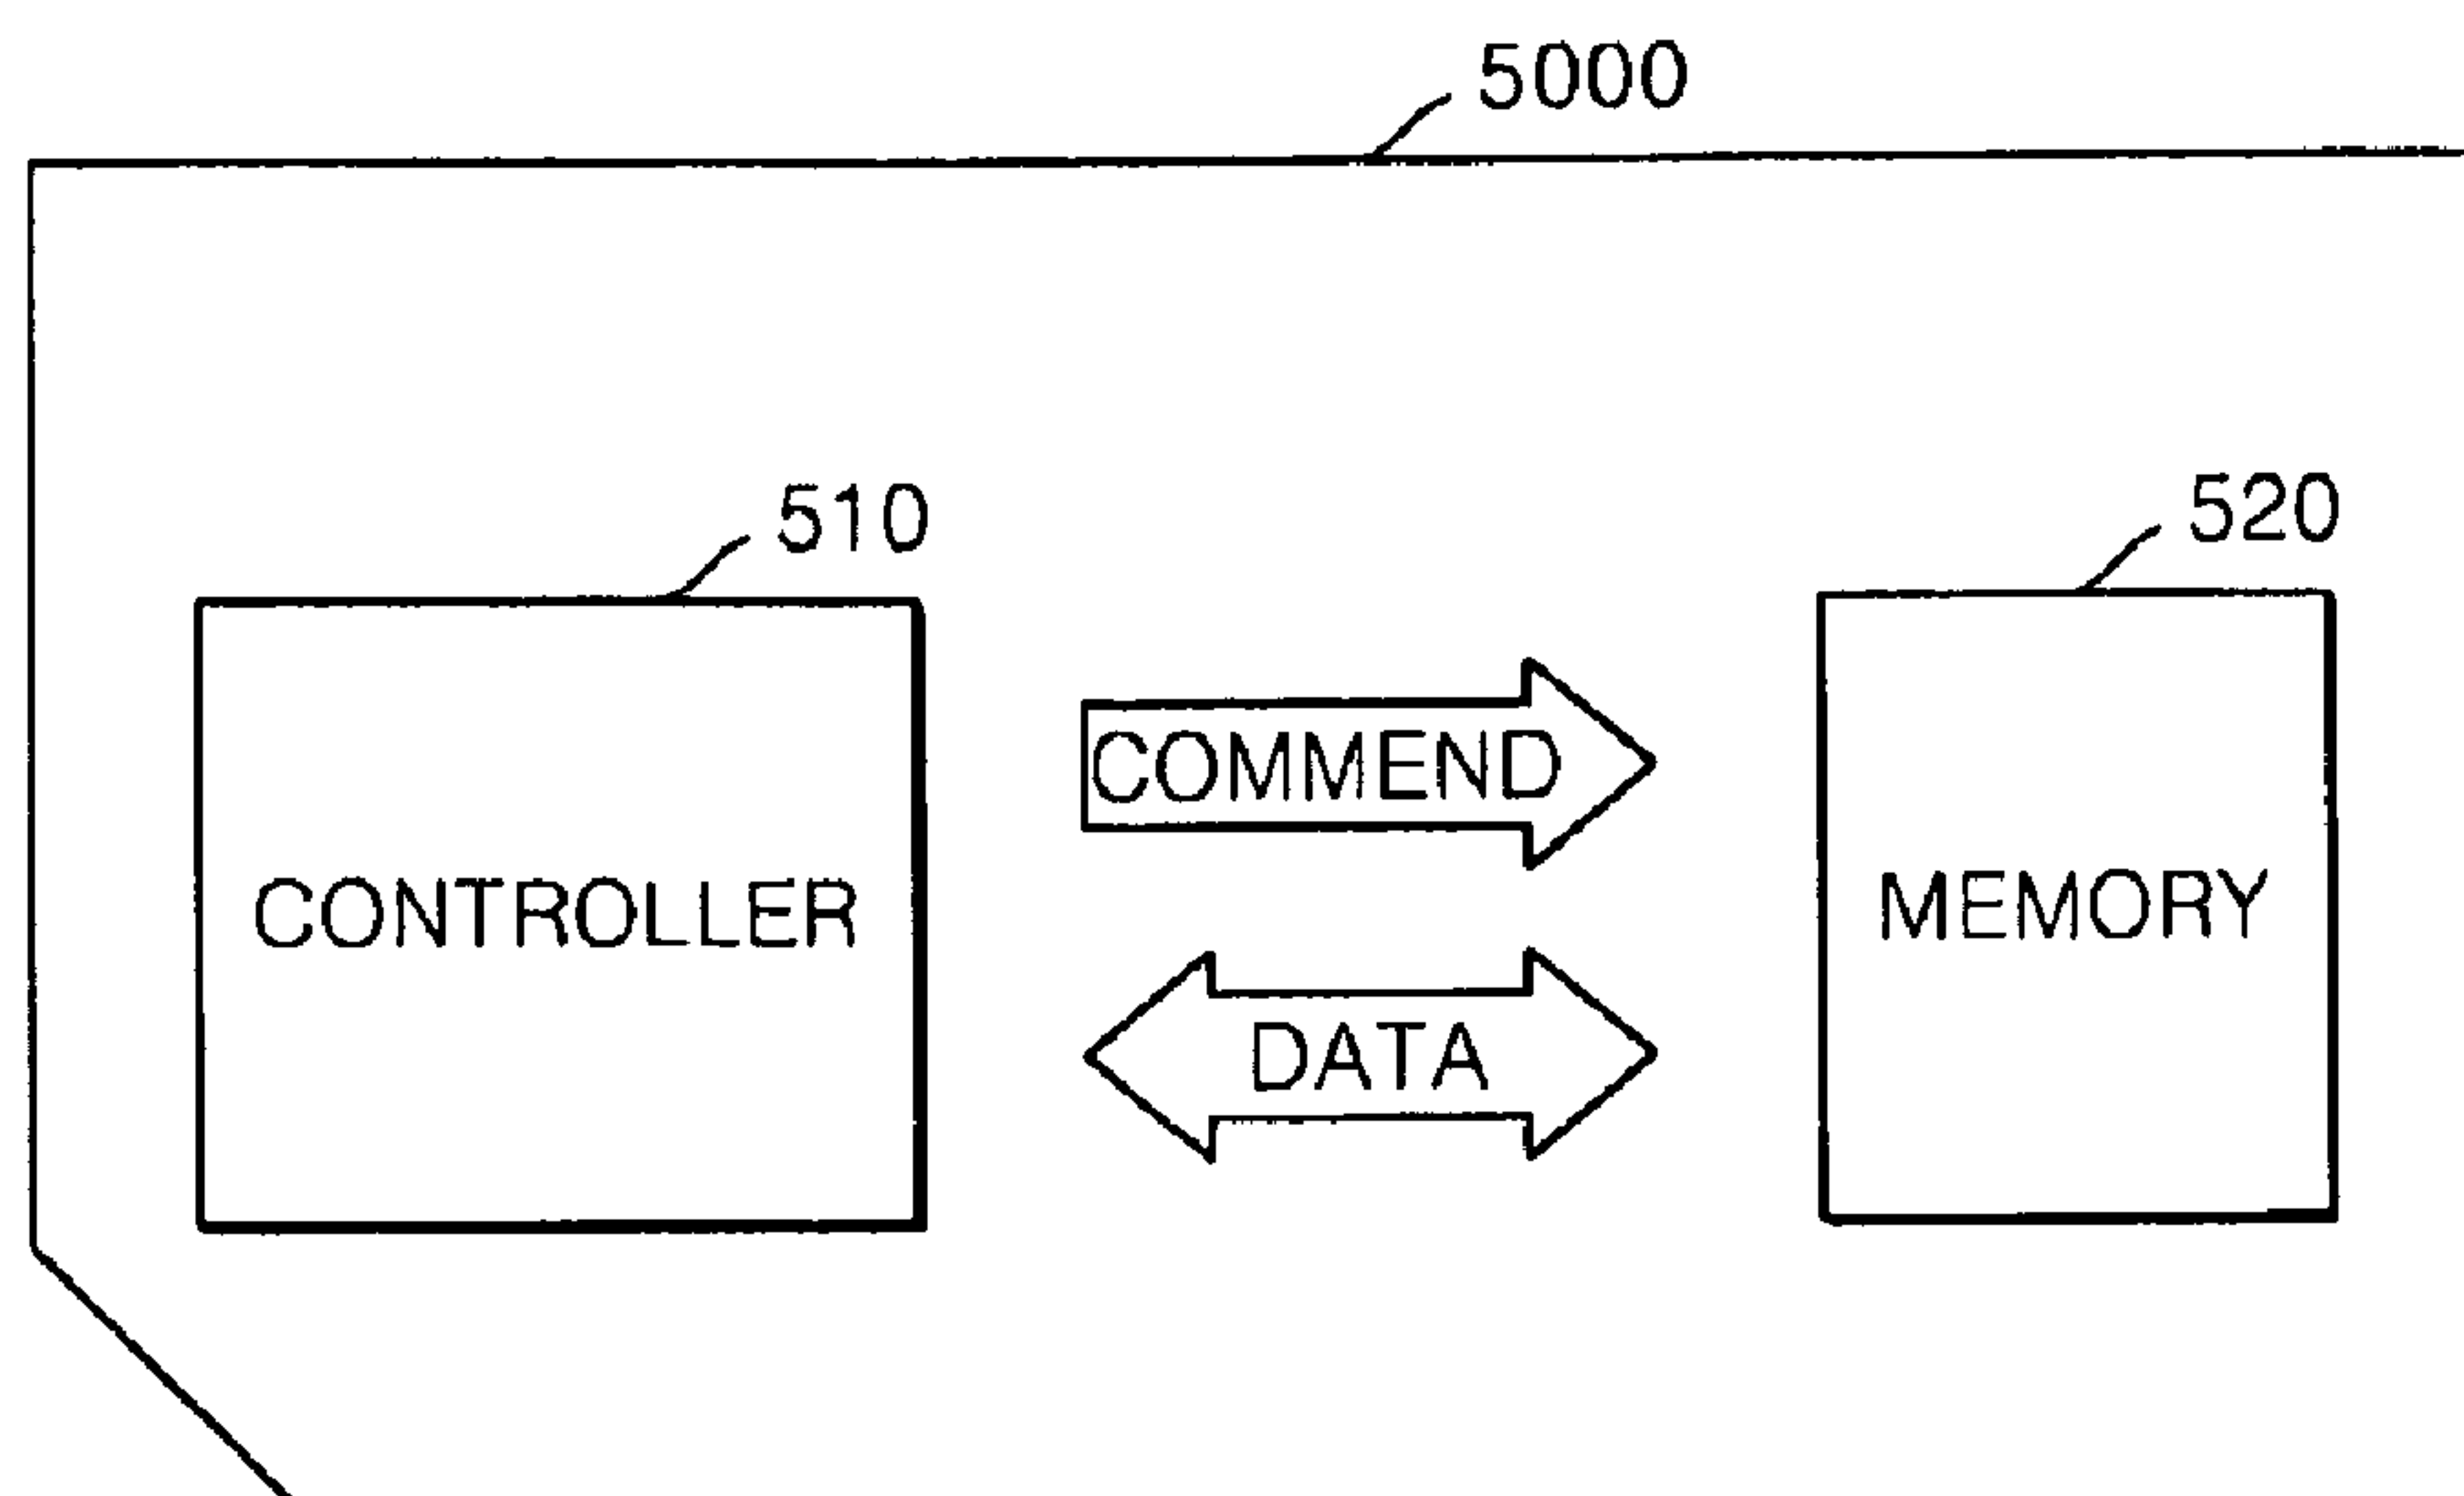 5000
510
520
COMMEND
CONTROLLER
MEMORY
DATA